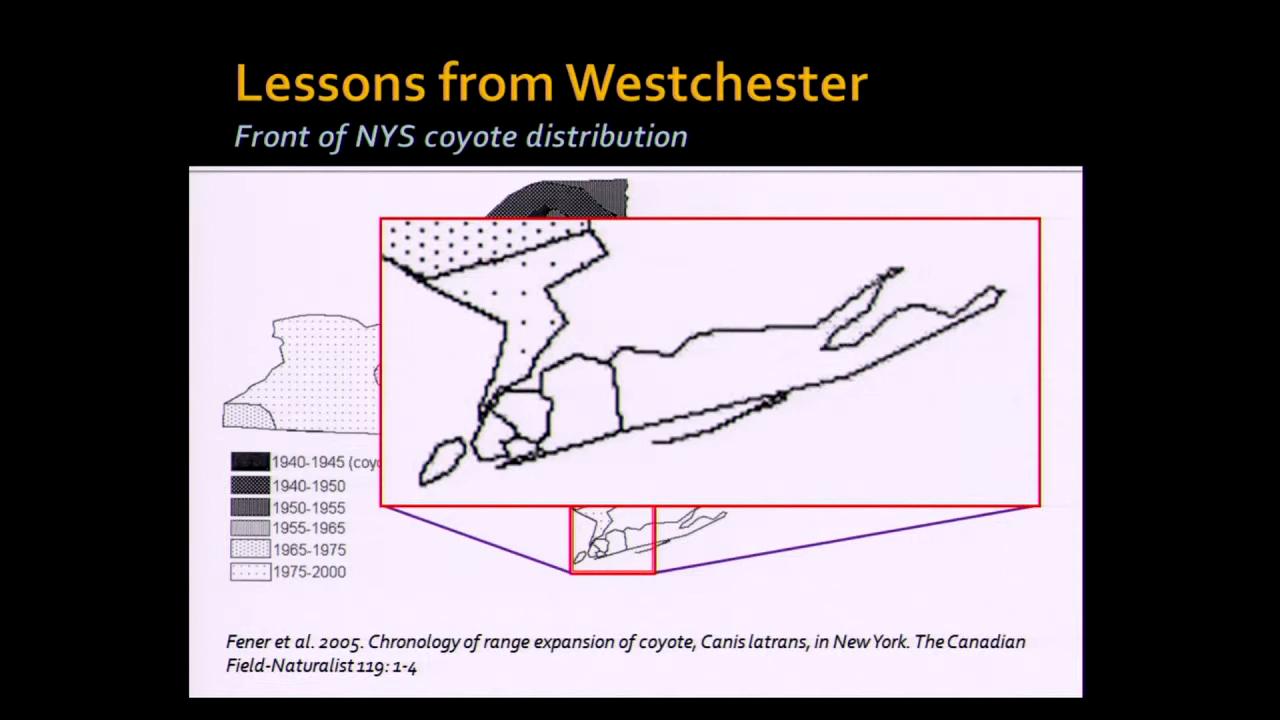 Lessons from Westchester
Front of NYS coyote distribution
1940-1945 (coy
1940-1950
1950-1955
1955-1965
1965-1975
1975-2000
Fener et al. 2005. Chronology of range expansion of coyote, Canis latrans, in New York. The Canadian
Field-Naturalist 119: 1-4